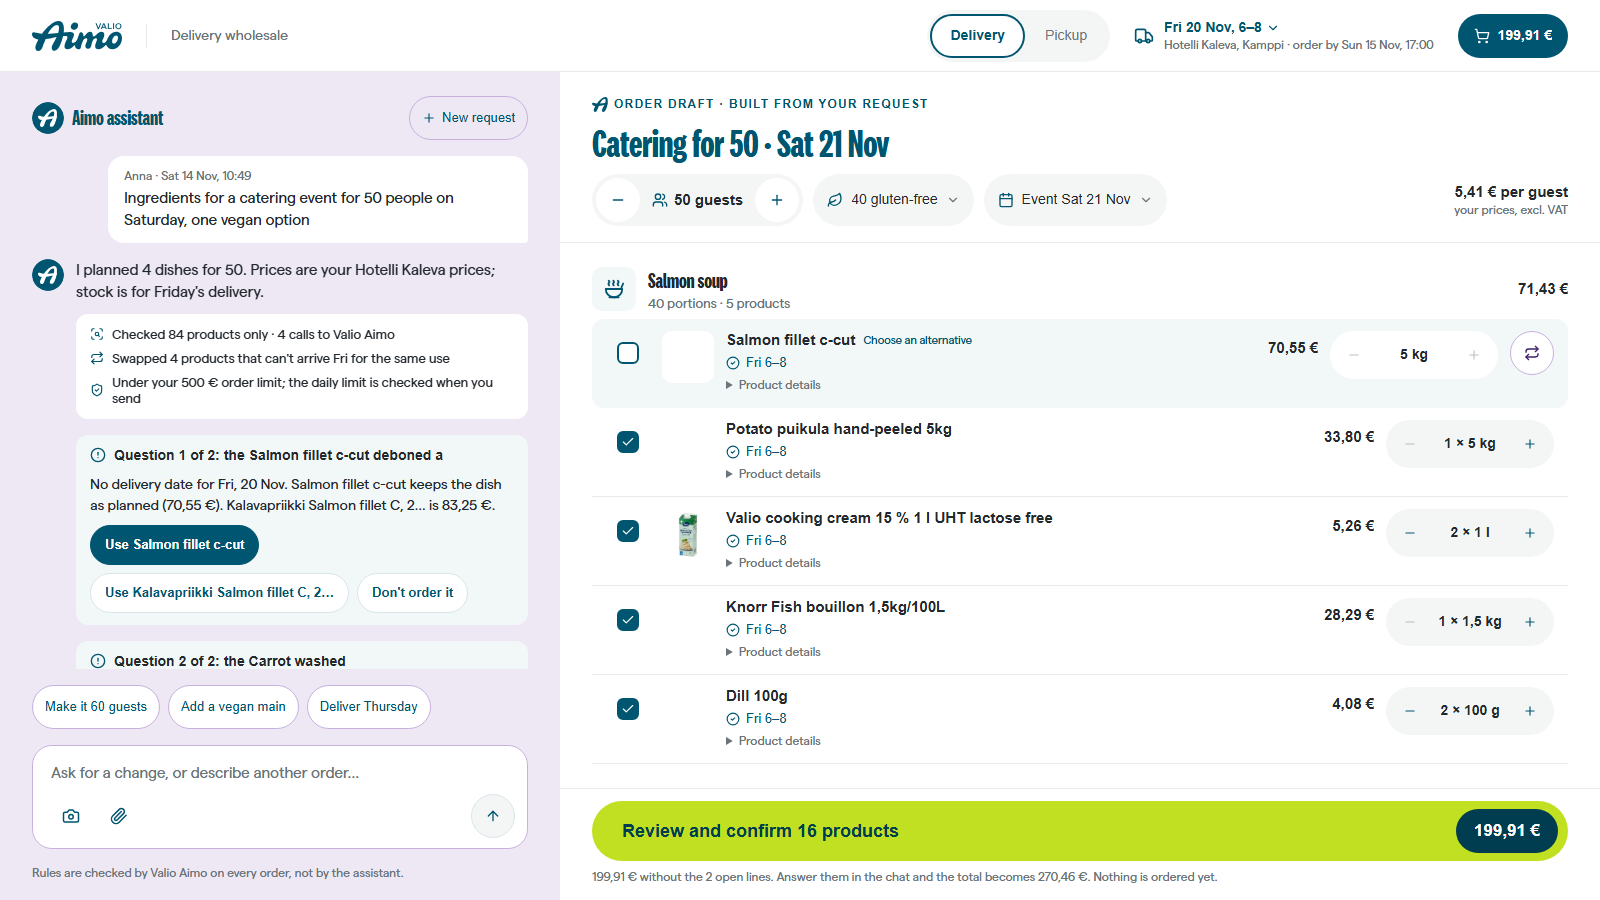 VALIO
Aimo
Delivery wholesale
Delivery
Pickup
Fri 20 Nov, 6–8
Hotelli Kaleva, Kamppi · order by Sun 15 Nov, 17:00
199,91 €
Aimo assistant
New request
Anna · Sat 14 Nov, 10:49
Ingredients for a catering event for 50 people on
Saturday, one vegan option
I planned 4 dishes for 50. Prices are your Hotelli Kaleva prices;
stock is for Friday's delivery.
Checked 84 products only · 4 calls to Valio Aimo
Swapped 4 products that can't arrive Fri for the same use
Under your 500 € order limit; the daily limit is checked when you
send
Question 1 of 2: the Salmon fillet c-cut deboned a
No delivery date for Fri, 20 Nov. Salmon fillet c-cut keeps the dish
as planned (70,55 €). Kalavapriikki Salmon fillet C, 2... is 83,25 €.
Use Salmon fillet c-cut
Use Kalavapriikki Salmon fillet C, 2...
Don't order it
Question 2 of 2: the Carrot washed
Make it 60 guests
Add a vegan main
Deliver Thursday
Ask for a change, or describe another order...
Rules are checked by Valio Aimo on every order, not by the assistant.
ORDER DRAFT · BUILT FROM YOUR REQUEST
Catering for 50 · Sat 21 Nov
− 50 guests +
40 gluten-free
Event Sat 21 Nov
5,41 € per guest
your prices, excl. VAT
Salmon soup
40 portions · 5 products
71,43 €
Salmon fillet c-cut Choose an alternative
Fri 6–8
Product details
70,55 €
− 5 kg +
Potato puikula hand-peeled 5kg
Fri 6–8
Product details
33,80 €
− 1 × 5 kg +
Valio cooking cream 15 % 1 l UHT lactose free
Fri 6–8
Product details
5,26 €
− 2 × 1 l +
Knorr Fish bouillon 1,5kg/100L
Fri 6–8
Product details
28,29 €
− 1 × 1,5 kg +
Dill 100g
Fri 6–8
Product details
4,08 €
− 2 × 100 g +
Review and confirm 16 products
199,91 €
199,91 € without the 2 open lines. Answer them in the chat and the total becomes 270,46 €. Nothing is ordered yet.